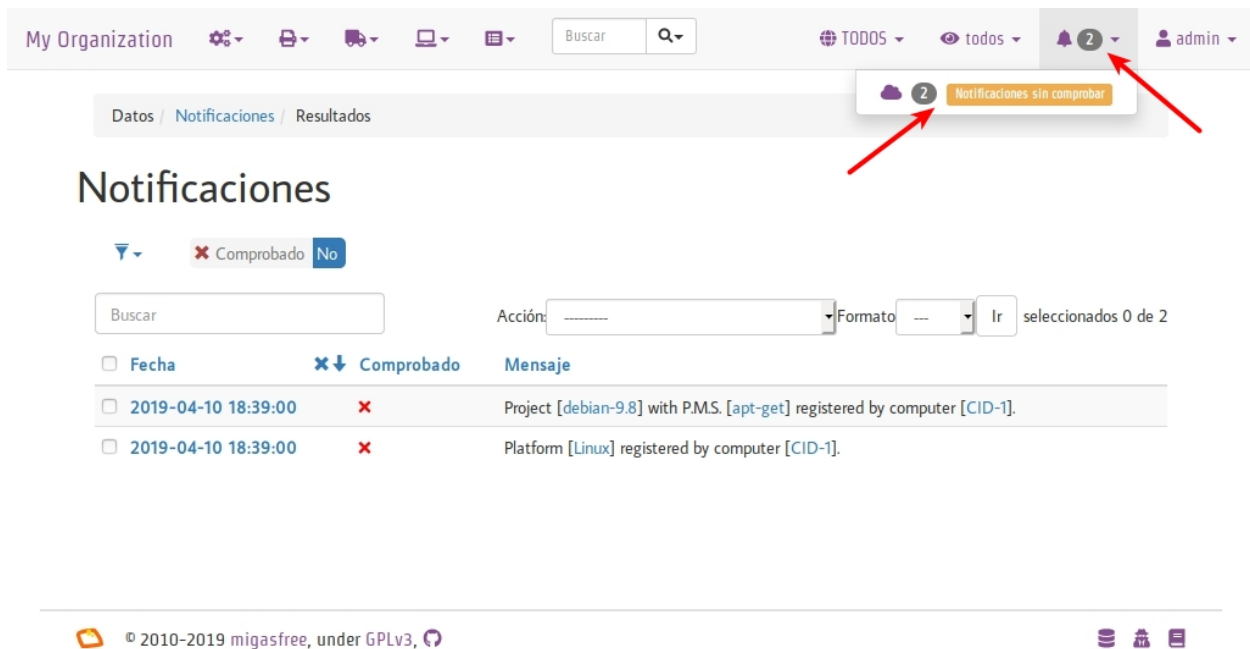 My Organization Buscar TODOS todos 2 admin
2 Notificaciones sin comprobar
Datos / Notificaciones / Resultados
Notificaciones
Comprobado No
Buscar Acción: --------- Formato --- Ir seleccionados 0 de 2
Fecha Comprobado Mensaje
2019-04-10 18:39:00 Project [debian-9.8] with P.M.S. [apt-get] registered by computer [CID-1].
2019-04-10 18:39:00 Platform [Linux] registered by computer [CID-1].
© 2010-2019 migasfree, under GPLv3,